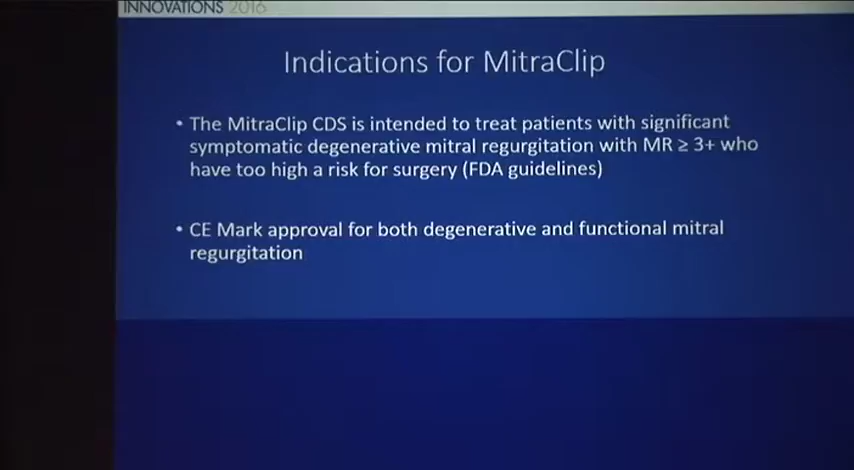 INNOVATIONS 2016
Indications for MitraClip
• The MitraClip CDS is intended to treat patients with significant
symptomatic degenerative mitral regurgitation with MR ≥ 3+ who
have too high a risk for surgery (FDA guidelines)
• CE Mark approval for both degenerative and functional mitral
regurgitation